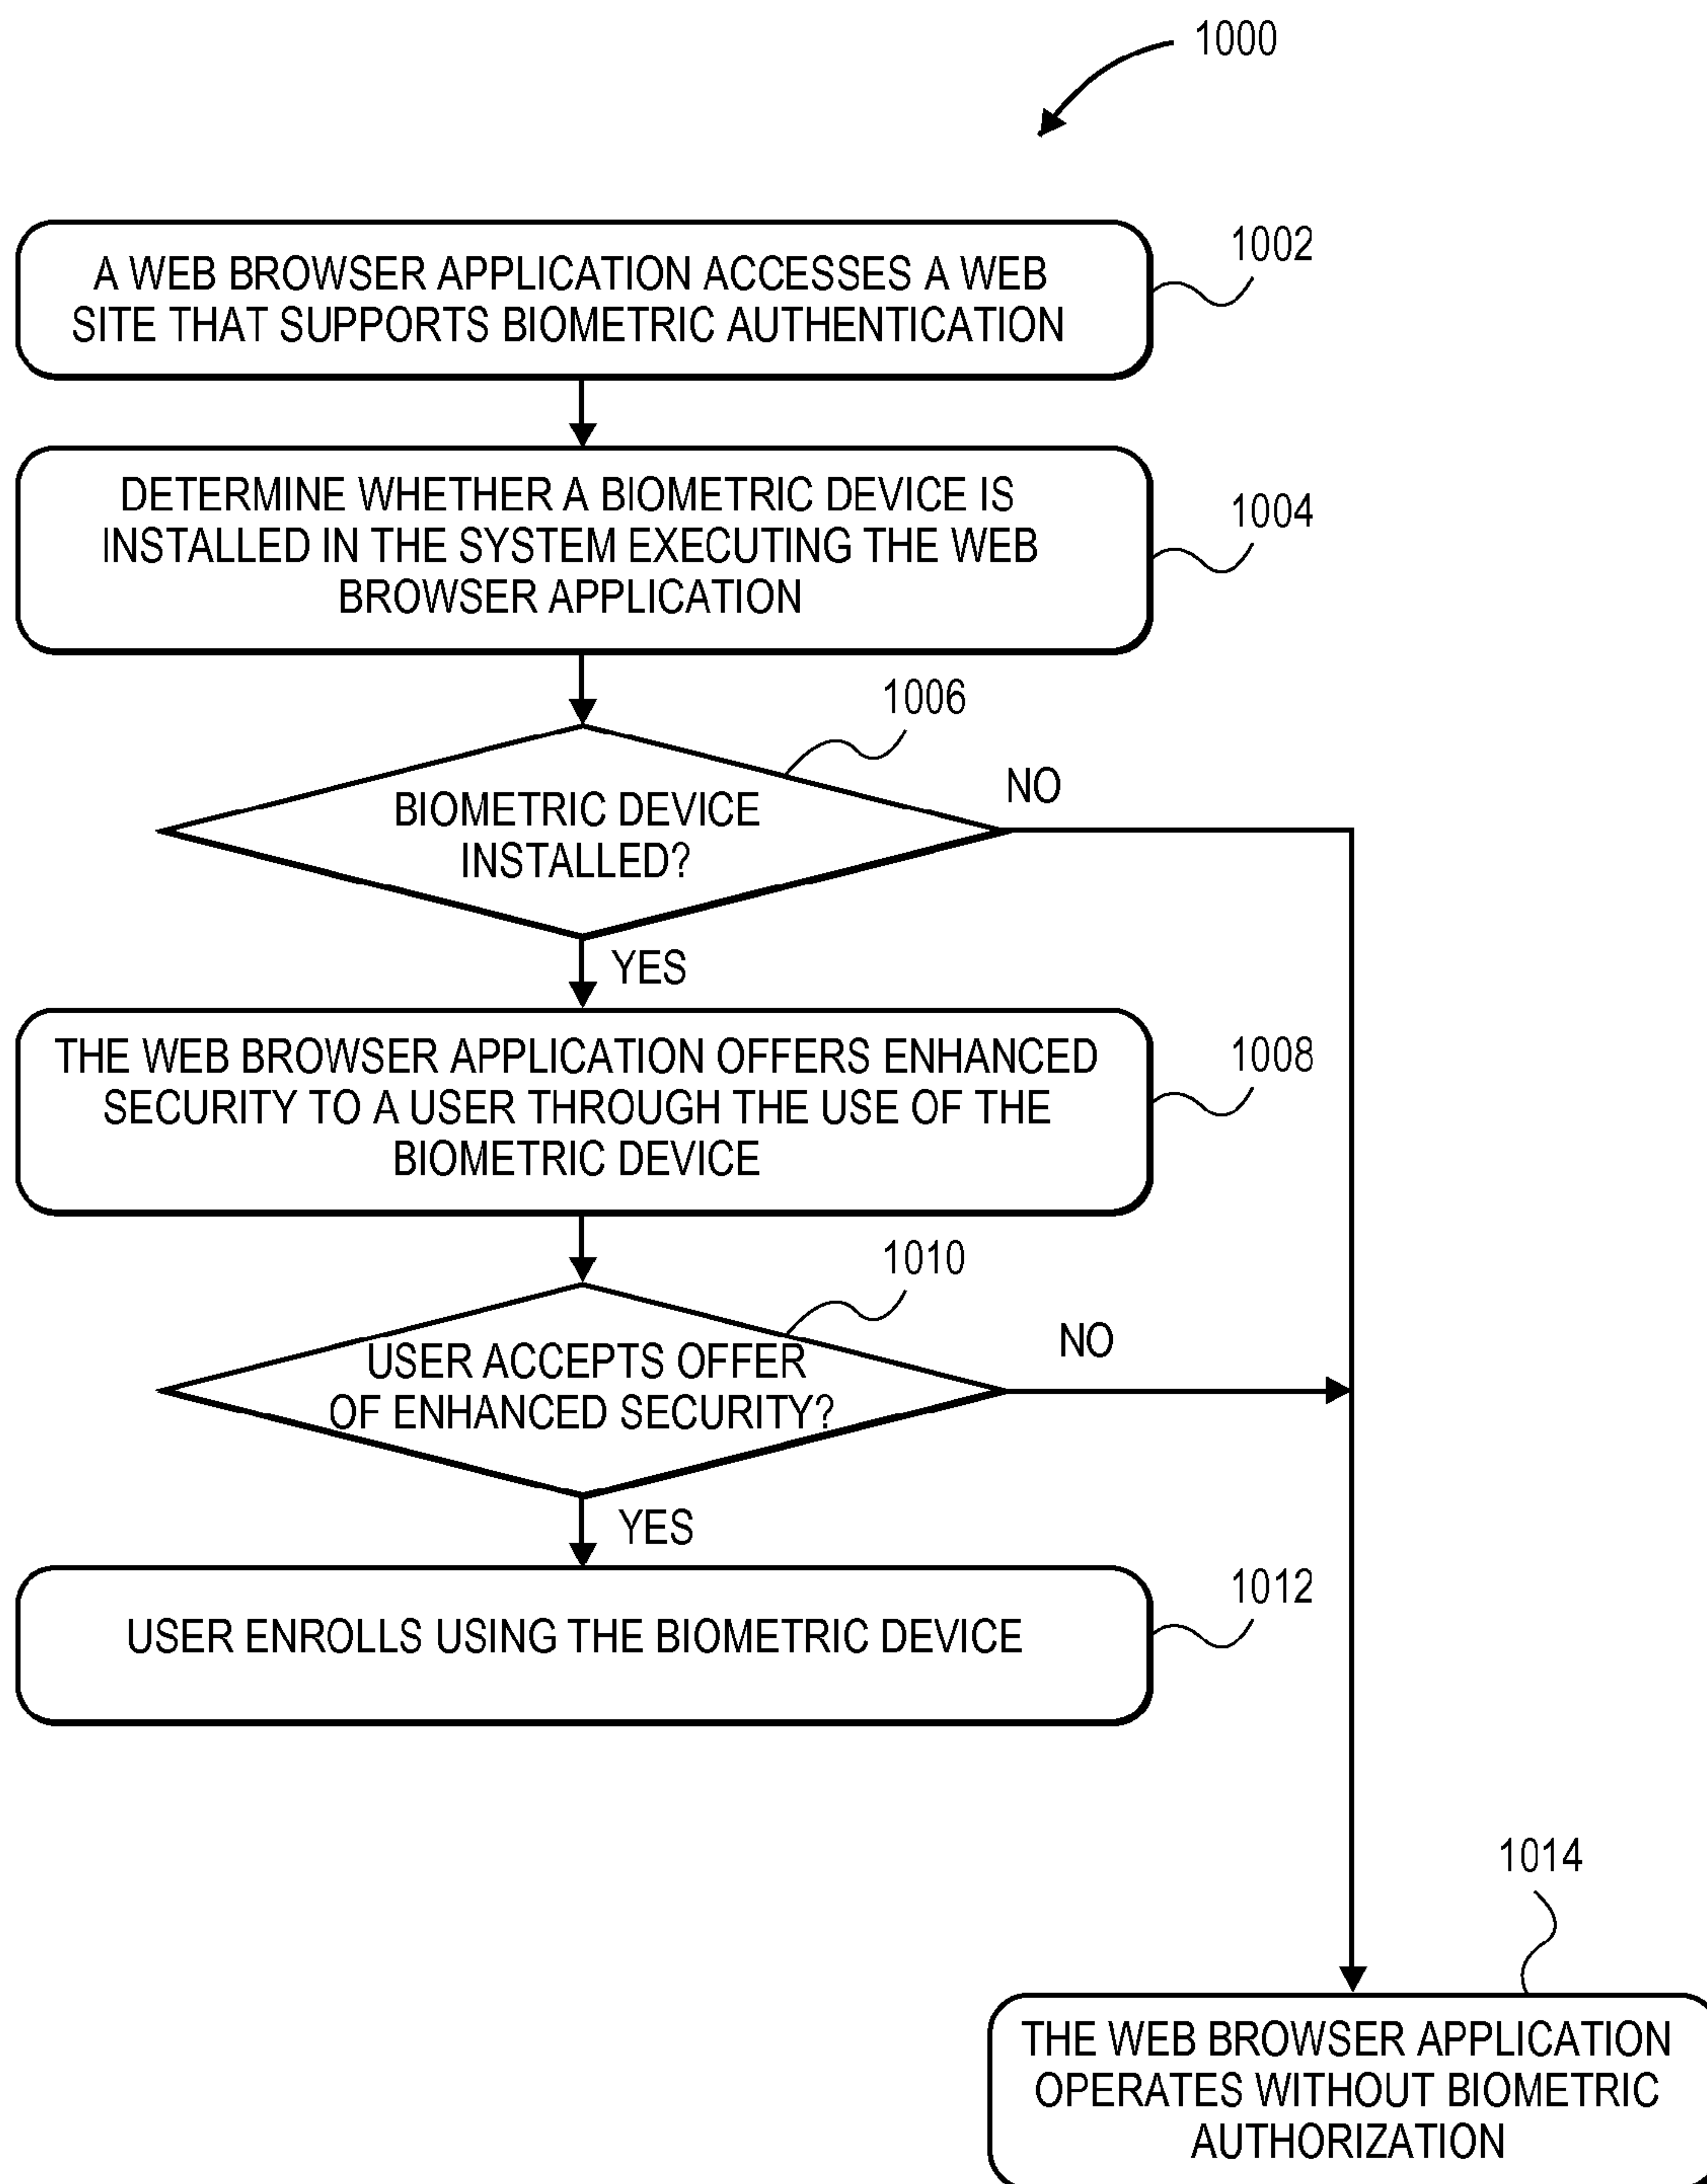 1000
A WEB BROWSER APPLICATION ACCESSES A WEB
SITE THAT SUPPORTS BIOMETRIC AUTHENTICATION
1002
DETERMINE WHETHER A BIOMETRIC DEVICE IS
INSTALLED IN THE SYSTEM EXECUTING THE WEB
BROWSER APPLICATION
1004
1006
BIOMETRIC DEVICE
INSTALLED?
NO
YES
THE WEB BROWSER APPLICATION OFFERS ENHANCED
SECURITY TO A USER THROUGH THE USE OF THE
BIOMETRIC DEVICE
1008
1010
USER ACCEPTS OFFER
OF ENHANCED SECURITY?
NO
YES
USER ENROLLS USING THE BIOMETRIC DEVICE
1012
1014
THE WEB BROWSER APPLICATION
OPERATES WITHOUT BIOMETRIC
AUTHORIZATION